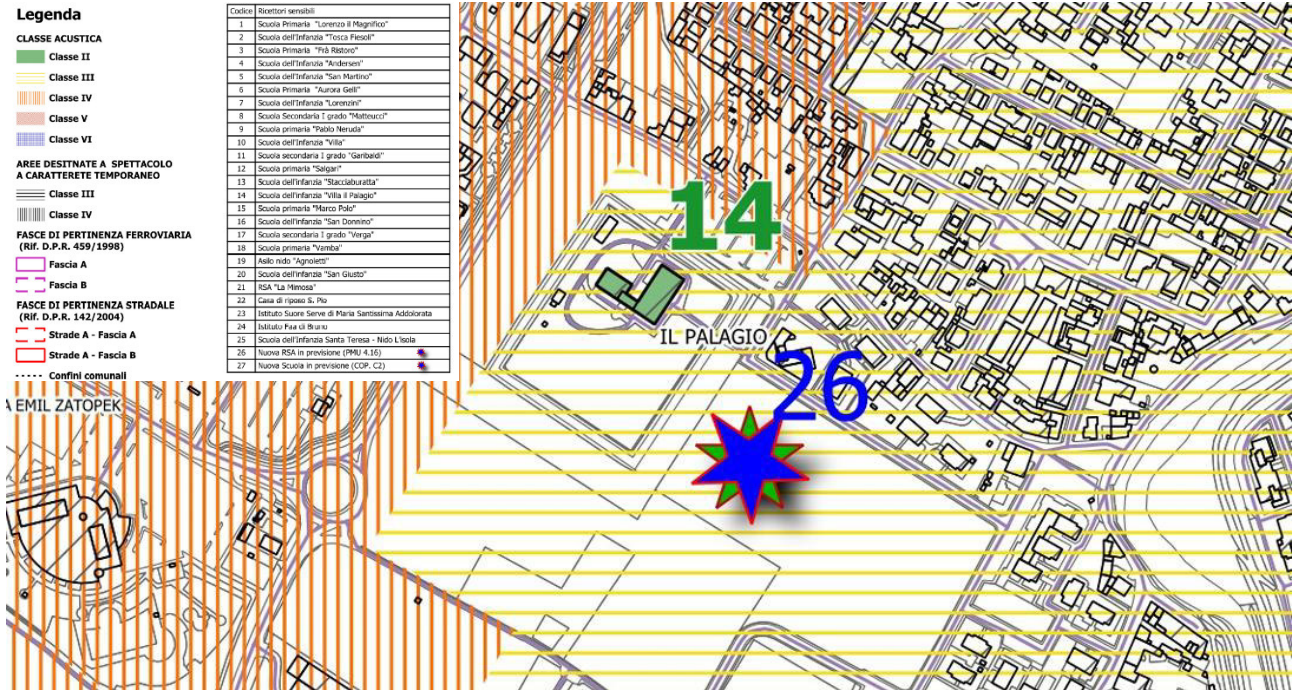 Legenda
CLASSE ACUSTICA
Classe II
Classe III
Classe IV
Classe V
Classe VI
AREE DESITNATE A SPETTACOLO
A CARATTERETE TEMPORANEO
Classe III
Classe IV
FASCE DI PERTINENZA FERROVIARIA
(Rif. D.P.R. 459/1998)
Fascia A
Fascia B
FASCE DI PERTINENZA STRADALE
(Rif. D.P.R. 142/2004)
Strade A - Fascia A
Strade A - Fascia B
Confini comunali
Codice Ricettori sensibili
1 Scuola Primaria "Lorenzo il Magnifico"
2 Scuola dell'Infanzia "Tosca Fiesoli"
3 Scuola Primaria "Frà Ristoro"
4 Scuola dell'Infanzia "Andersen"
5 Scuola dell'Infanzia "San Martino"
6 Scuola Primaria "Aurora Gelli"
7 Scuola dell'Infanzia "Lorenzini"
8 Scuola Secondaria I grado "Matteucci"
9 Scuola primaria "Pablo Neruda"
10 Scuola dell'Infanzia "Villa"
11 Scuola secondaria I grado "Garibaldi"
12 Scuola primaria "Salgari"
13 Scuola dell'infanzia "Stacciaburatta"
14 Scuola dell'infanzia "Villa il Palagio"
15 Scuola primaria "Marco Polo"
16 Scuola dell'infanzia "San Donnino"
17 Scuola secondaria I grado "Verga"
18 Scuola primaria "Vamba"
19 Asilo nido "Agnoletti"
20 Scuola dell'infanzia "San Giusto"
21 RSA "La Mimosa"
22 Casa di riposo S. Pio
23 Istituto Suore Serve di Maria Santissima Addolorata
24 Istituto Faa di Bruno
25 Scuola dell'Infanzia Santa Teresa - Nido L'isola
26 Nuova RSA in previsione (PMU 4.16)
27 Nuova Scuola in previsione (COP. C2)
14
IL PALAGIO
26
A EMIL ZATOPEK